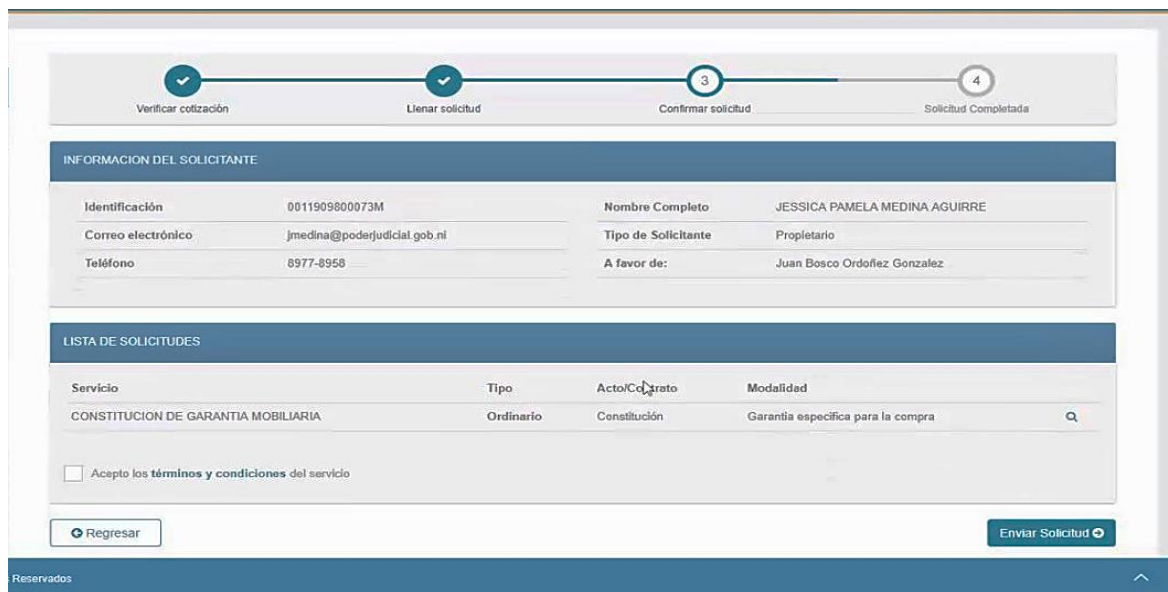 3
4
Verificar cotización
Llenar solicitud
Confirmar solicitud
Solicitud Completada
INFORMACION DEL SOLICITANTE
Identificación 0011909800073M Nombre Completo JESSICA PAMELA MEDINA AGUIRRE
Correo electrónico jmedina@poderjudicial.gob.ni Tipo de Solicitante Propietario
Teléfono 8977-8958 A favor de: Juan Bosco Ordoñez Gonzalez
LISTA DE SOLICITUDES
Servicio Tipo Acto/Contrato Modalidad
CONSTITUCION DE GARANTIA MOBILIARIA Ordinario Constitución Garantia especifica para la compra
Acepto los términos y condiciones del servicio
Regresar
Enviar Solicitud
Reservados